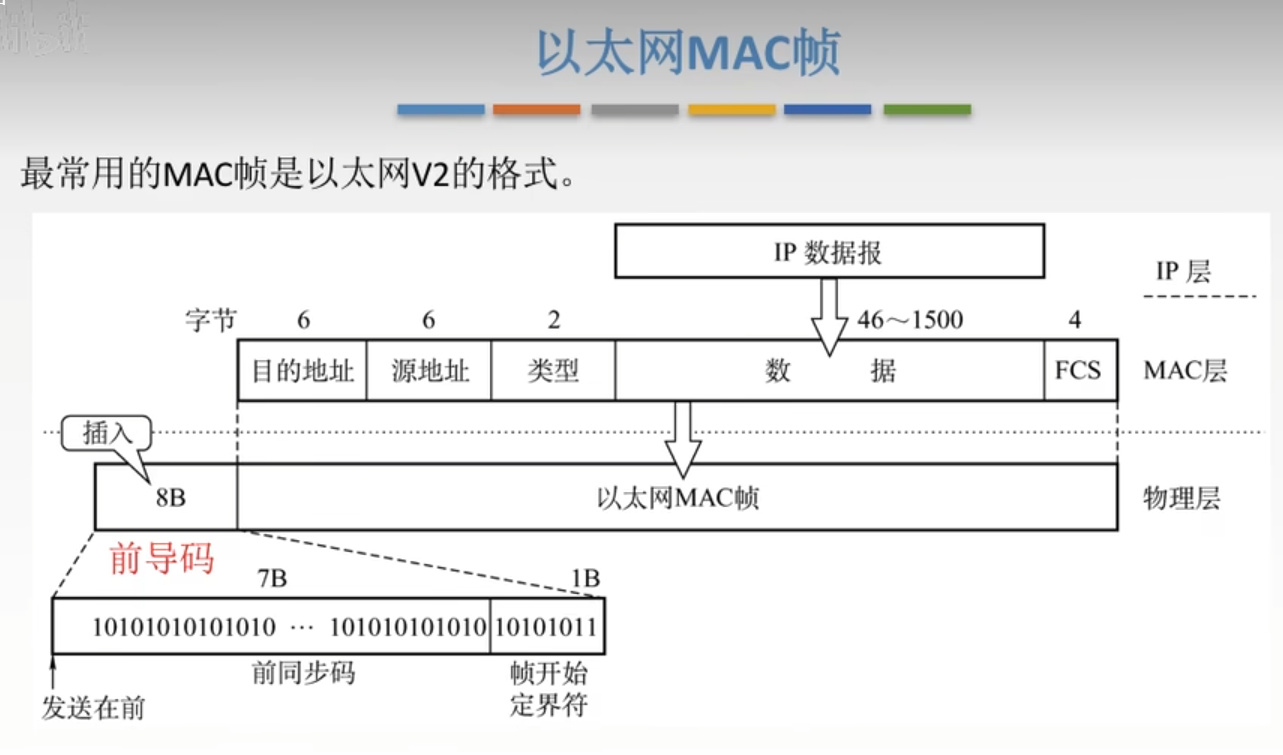 以太网MAC帧
最常用的MAC帧是以太网V2的格式。
IP 数据报
IP 层
字节 6 6 2 46～1500 4
目的地址 源地址 类型 数 据 FCS MAC层
插入
8B 以太网MAC帧 物理层
前导码
7B 1B
10101010101010 ··· 101010101010 10101011
前同步码 帧开始
定界符
发送在前